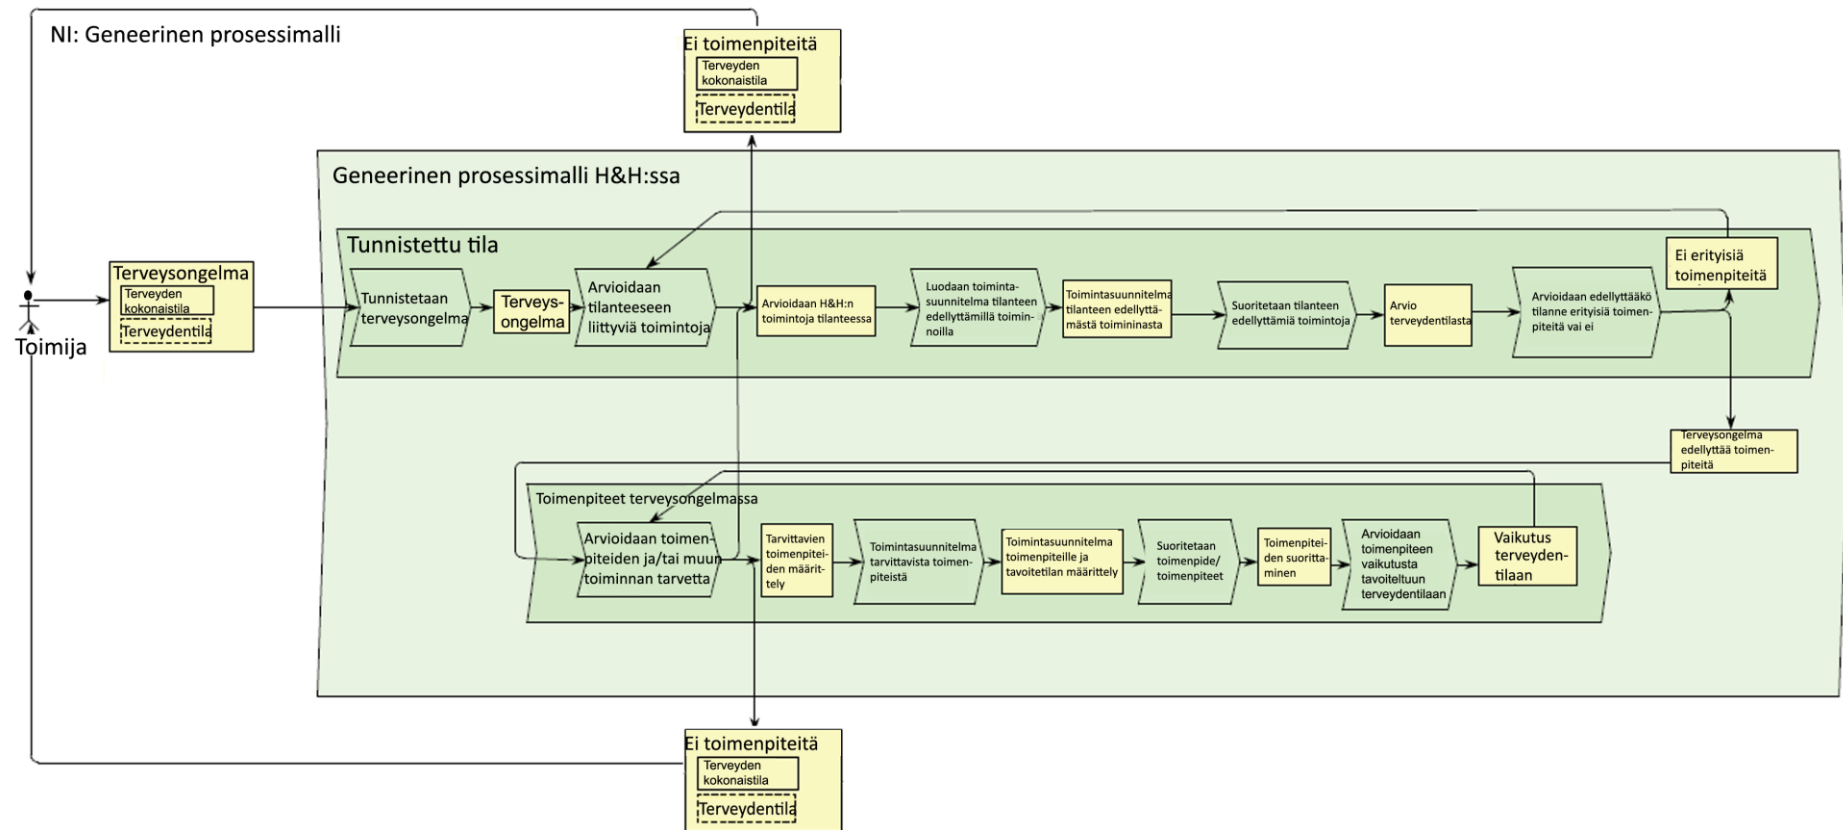 NI: Geneerinen prosessimalli
Ei toimenpiteitä
Terveyden
kokonaistila
Terveydentila
Geneerinen prosessimalli H&H:ssa
Toimija
Terveysongelma
Terveyden
kokonaistila
Terveydentila
Tunnistettu tila
Tunnistetaan
terveysongelma
Terveys-
ongelma
Arvioidaan
tilanteeseen
liittyviä toimintoja
Arvioidaan H&H:n
toimintoja tilanteessa
Luodaan toiminta-
suunnitelma tilanteen
edellyttämillä toimin-
noilla
Toimintasuunnitelma
tilanteen edellyttä-
mästä toimininasta
Suoritetaan tilanteen
edellyttämiä toimintoja
Arvio
terveydentilasta
Arvioidaan edellyttääkö
tilanne erityisiä toimen-
piteitä vai ei
Ei erityisiä
toimenpiteitä
Terveysongelma
edellyttää toimen-
piteitä
Toimenpiteet terveysongelmassa
Arvioidaan toimen-
piteiden ja/tai muun
toiminnan tarvetta
Tarvittavien
toimenpitei-
den määrit-
tely
Toimintasuunnitelma
tarvittavista toimen-
piteistä
Toimintasuunnitelma
toimenpiteille ja
tavoitetilan määrittely
Suoritetaan
toimenpide/
toimenpiteet
Toimenpitei-
den suoritta-
minen
Arvioidaan
toimenpiteen
vaikutusta
tavoiteltuun
terveydentilaan
Vaikutus
terveyden-
tilaan
Ei toimenpiteitä
Terveyden
kokonaistila
Terveydentila